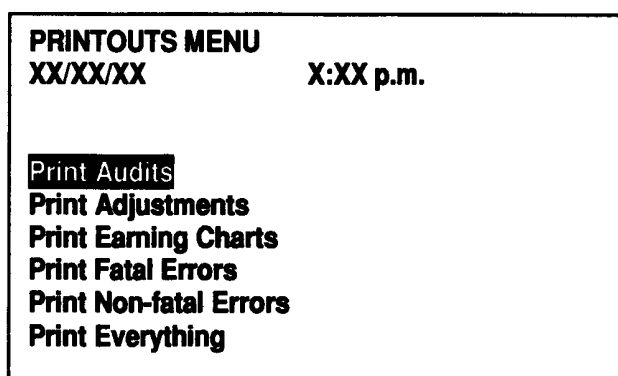 PRINTOUTS MENU
XX/XX/XX X:XX p.m.
Print Audits
Print Adjustments
Print Earning Charts
Print Fatal Errors
Print Non-fatal Errors
Print Everything